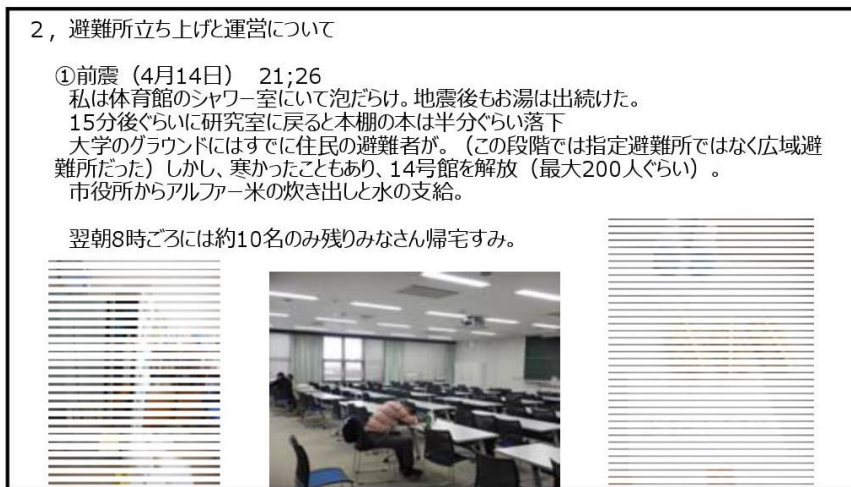 2，避難所立ち上げと運営について
①前震（4月14日） 21;26
私は体育館のシャワー室にいて泡だらけ。地震後もお湯は出続けた。
15分後ぐらいに研究室に戻ると本棚の本は半分ぐらい落下
大学のグラウンドにはすでに住民の避難者が。（この段階では指定避難所ではなく広域避
難所だった）しかし、寒かったこともあり、14号館を解放（最大200人ぐらい）。
市役所からアルファー米の炊き出しと水の支給。
翌朝8時ごろには約10名のみ残りみなさん帰宅すみ。